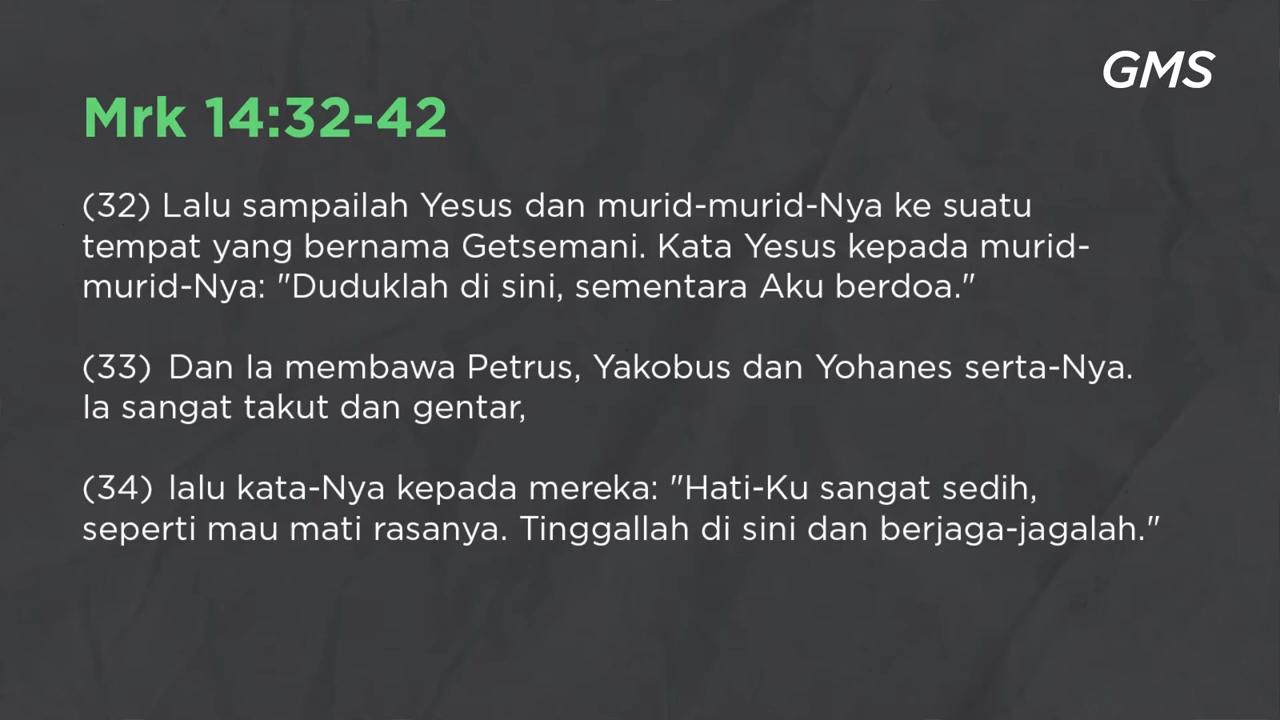 GMS
Mrk 14:32-42
(32) Lalu sampailah Yesus dan murid-murid-Nya ke suatu
tempat yang bernama Getsemani. Kata Yesus kepada murid-
murid-Nya: "Duduklah di sini, sementara Aku berdoa."
(33) Dan Ia membawa Petrus, Yakobus dan Yohanes serta-Nya.
Ia sangat takut dan gentar,
(34) lalu kata-Nya kepada mereka: "Hati-Ku sangat sedih,
seperti mau mati rasanya. Tinggallah di sini dan berjaga-jagalah."